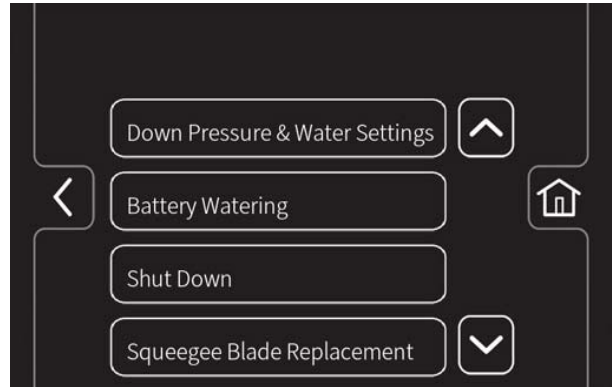 Down Pressure & Water Settings
Battery Watering
Shut Down
Squeegee Blade Replacement